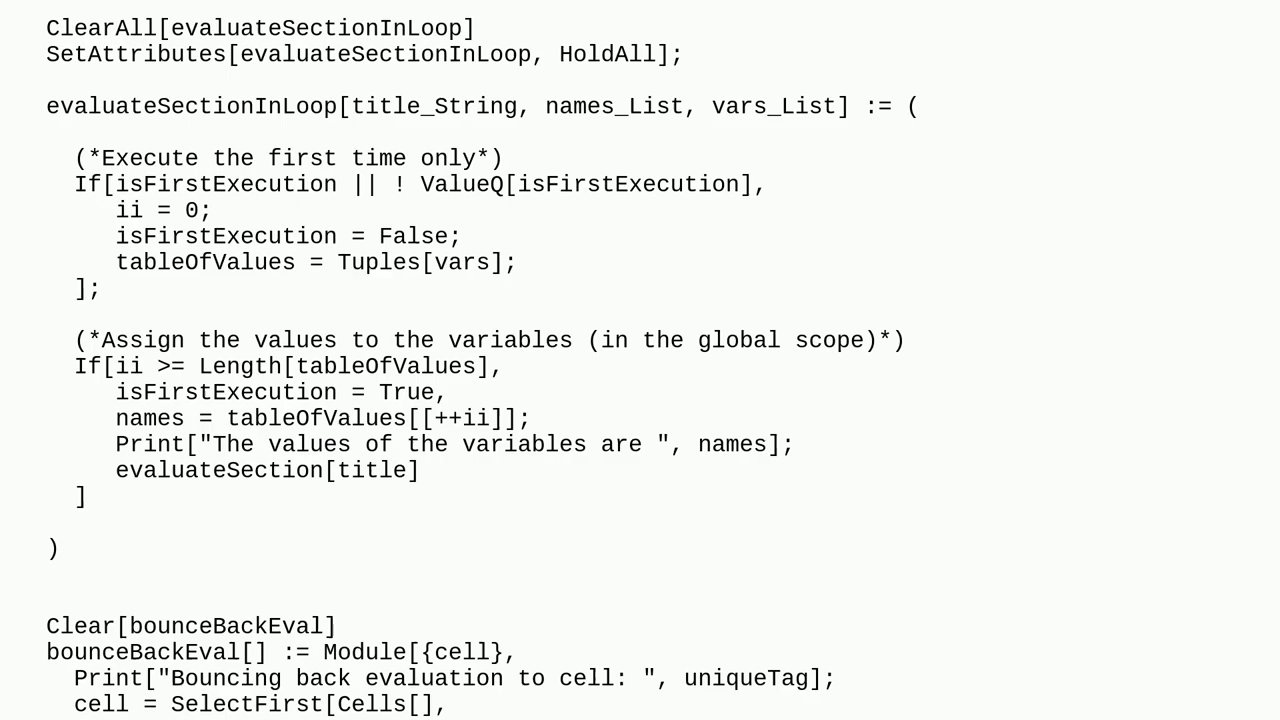 ClearAll[evaluateSectionInLoop]
SetAttributes[evaluateSectionInLoop, HoldAll];
evaluateSectionInLoop[title_String, names_List, vars_List] := (
(*Execute the first time only*)
If[isFirstExecution || ! ValueQ[isFirstExecution],
ii = 0;
isFirstExecution = False;
tableOfValues = Tuples[vars];
];
(*Assign the values to the variables (in the global scope)*)
If[ii >= Length[tableOfValues],
isFirstExecution = True,
names = tableOfValues[[++ii]];
Print["The values of the variables are ", names];
evaluateSection[title]
]
)
Clear[bounceBackEval]
bounceBackEval[] := Module[{cell},
Print["Bouncing back evaluation to cell: ", uniqueTag];
cell = SelectFirst[Cells[],